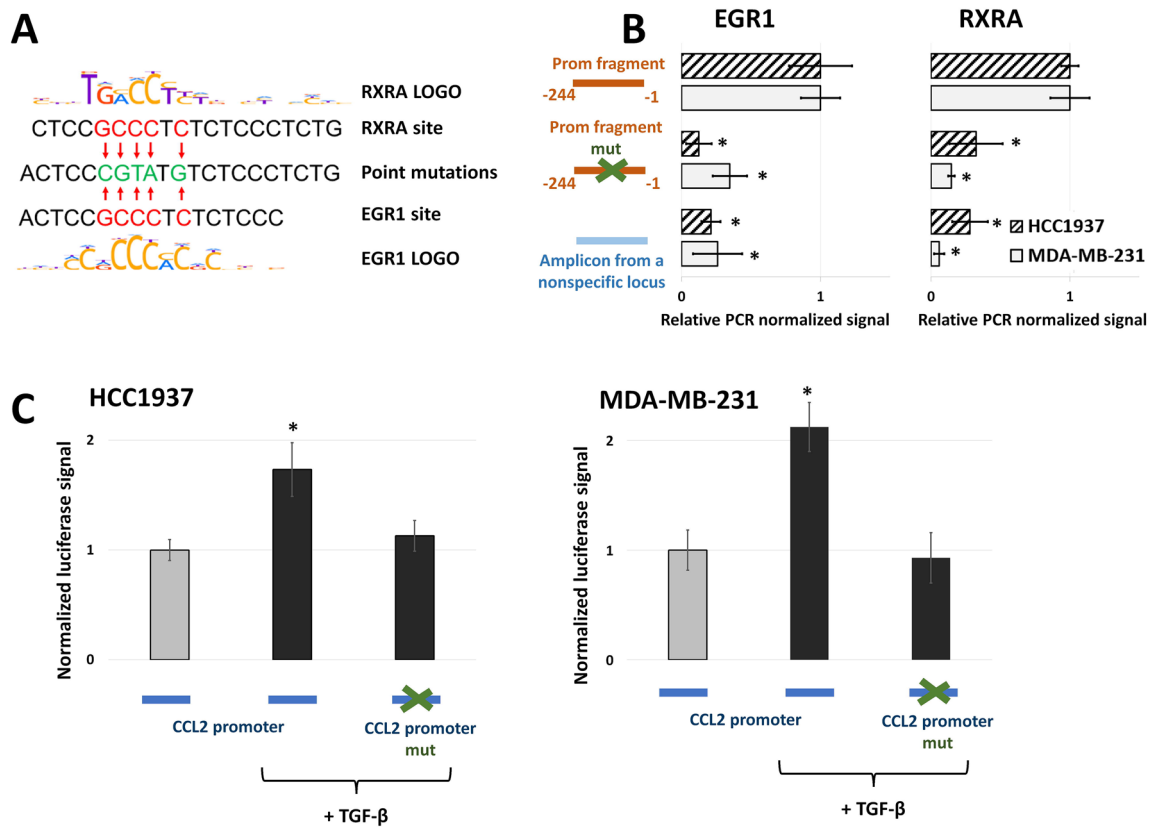 A
RXRA LOGO
CTCCGCCCTCTCTCCCTCTG
RXRA site
ACTCCCGTATGTCTCCCTCTG
Point mutations
ACTCCGCCCTCTCTCCC
EGR1 site
EGR1 LOGO
B
EGR1
RXRA
Prom fragment
-244
-1
Prom fragment
mut
-244
-1
Amplicon from a
nonspecific locus
*
*
*
*
*
*
*
*
HCC1937
MDA-MB-231
0
1
0
1
Relative PCR normalized signal
Relative PCR normalized signal
C
HCC1937
Normalized luciferase signal
2
1
0
*
CCL2 promoter
CCL2 promoter
mut
+ TGF-β
MDA-MB-231
Normalized luciferase signal
2
1
0
*
CCL2 promoter
CCL2 promoter
mut
+ TGF-β